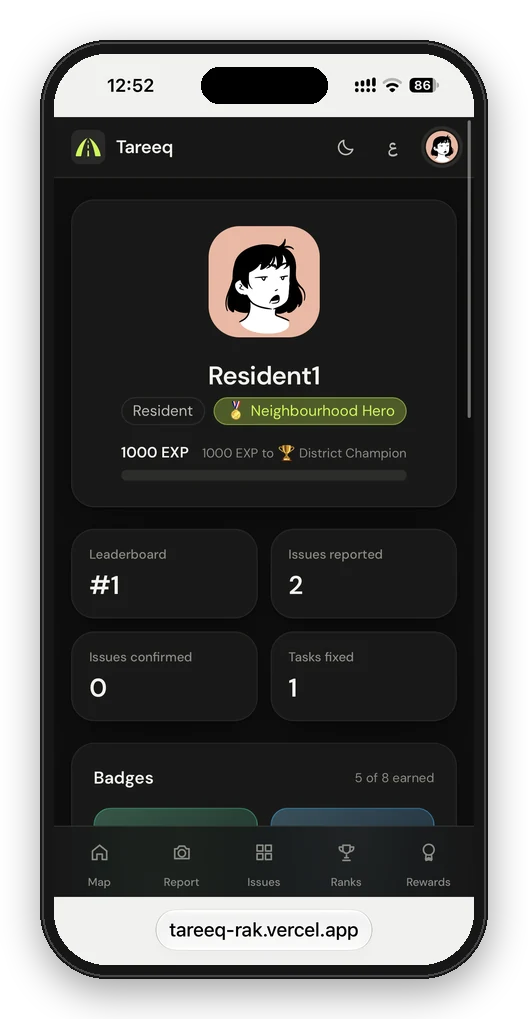 12:52
86
Tareeq
ع
Resident1
Resident
🏅 Neighbourhood Hero
1000 EXP
1000 EXP to 🏆 District Champion
Leaderboard
#1
Issues reported
2
Issues confirmed
0
Tasks fixed
1
Badges
5 of 8 earned
Map
Report
Issues
Ranks
Rewards
tareeq-rak.vercel.app